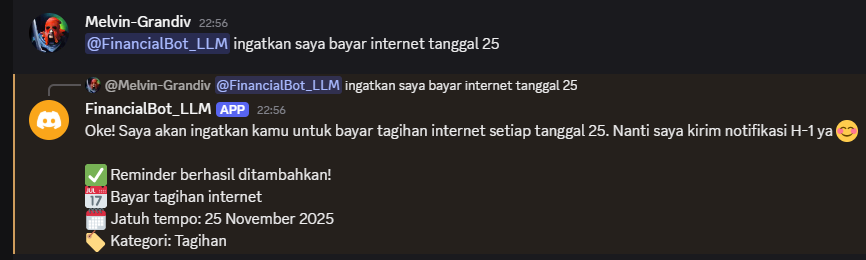 Melvin-Grandiv 22:56
@FinancialBot_LLM ingatkan saya bayar internet tanggal 25
@Melvin-Grandiv @FinancialBot_LLM ingatkan saya bayar internet tanggal 25
FinancialBot_LLM APP 22:56
Oke! Saya akan ingatkan kamu untuk bayar tagihan internet setiap tanggal 25. Nanti saya kirim notifikasi H-1 ya 😊
✅ Reminder berhasil ditambahkan!
📅 Bayar tagihan internet
🗓️ Jatuh tempo: 25 November 2025
🏷️ Kategori: Tagihan